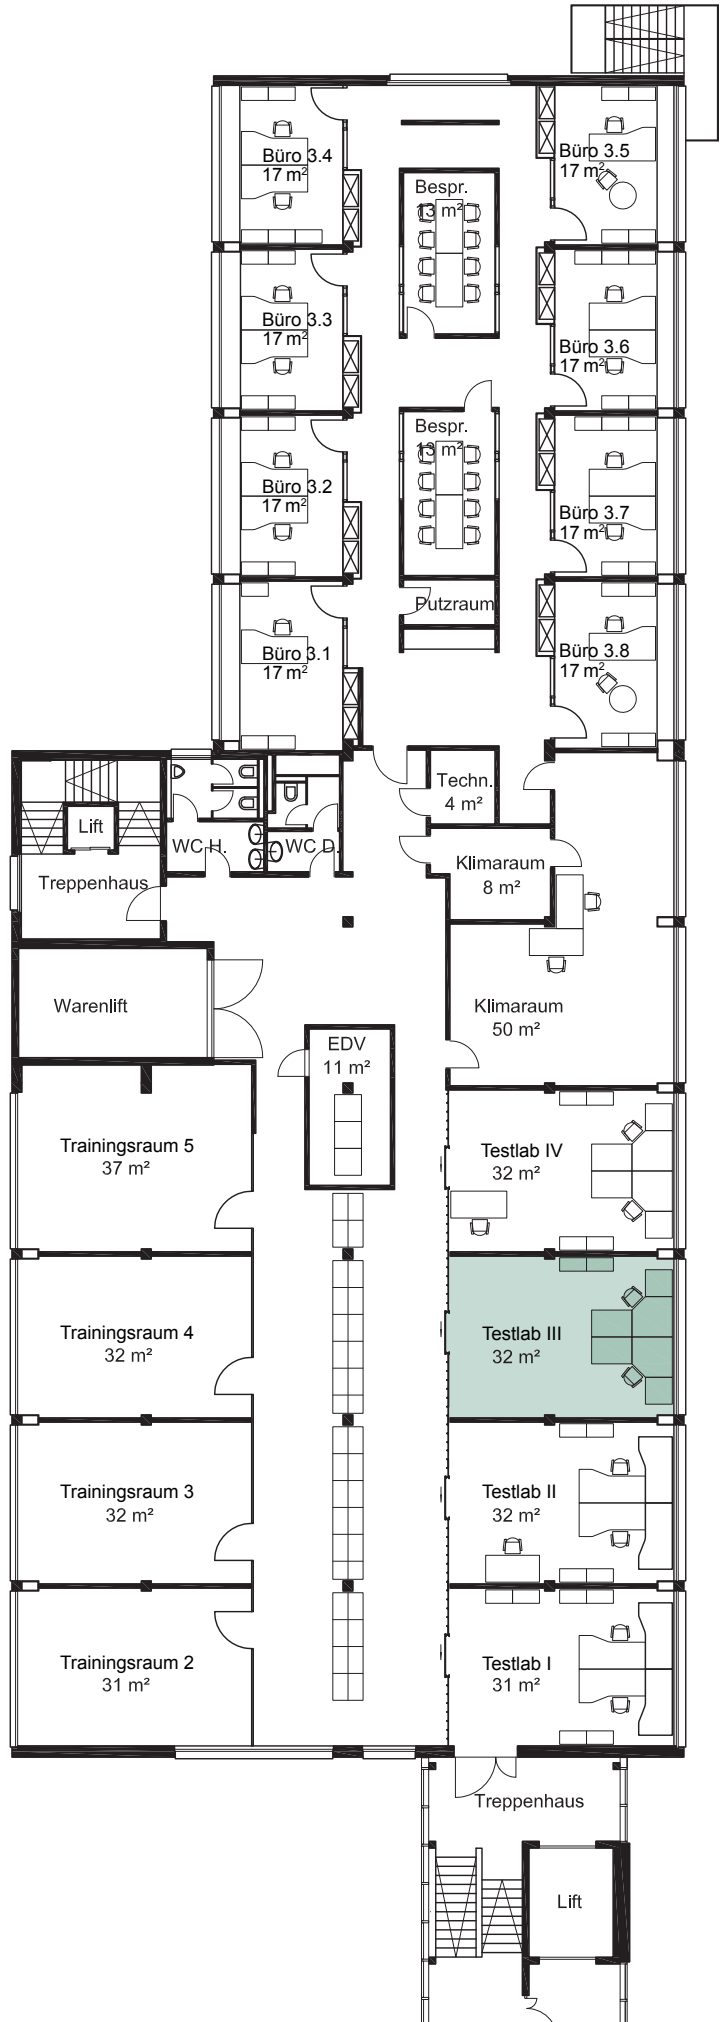 Büro 3.4
17 m²
Büro 3.5
17 m²
Bespr.
13 m²
Büro 3.3
17 m²
Büro 3.6
17 m²
Bespr.
13 m²
Büro 3.2
17 m²
Büro 3.7
17 m²
Putzraum
Büro 3.1
17 m²
Büro 3.8
17 m²
Techn.
4 m²
Lift
WC H.
WC D.
Klimaraum
8 m²
Treppenhaus
Warenlift
Klimaraum
50 m²
EDV
11 m²
Trainingsraum 5
37 m²
Testlab IV
32 m²
Trainingsraum 4
32 m²
Testlab III
32 m²
Trainingsraum 3
32 m²
Testlab II
32 m²
Trainingsraum 2
31 m²
Testlab I
31 m²
Treppenhaus
Lift